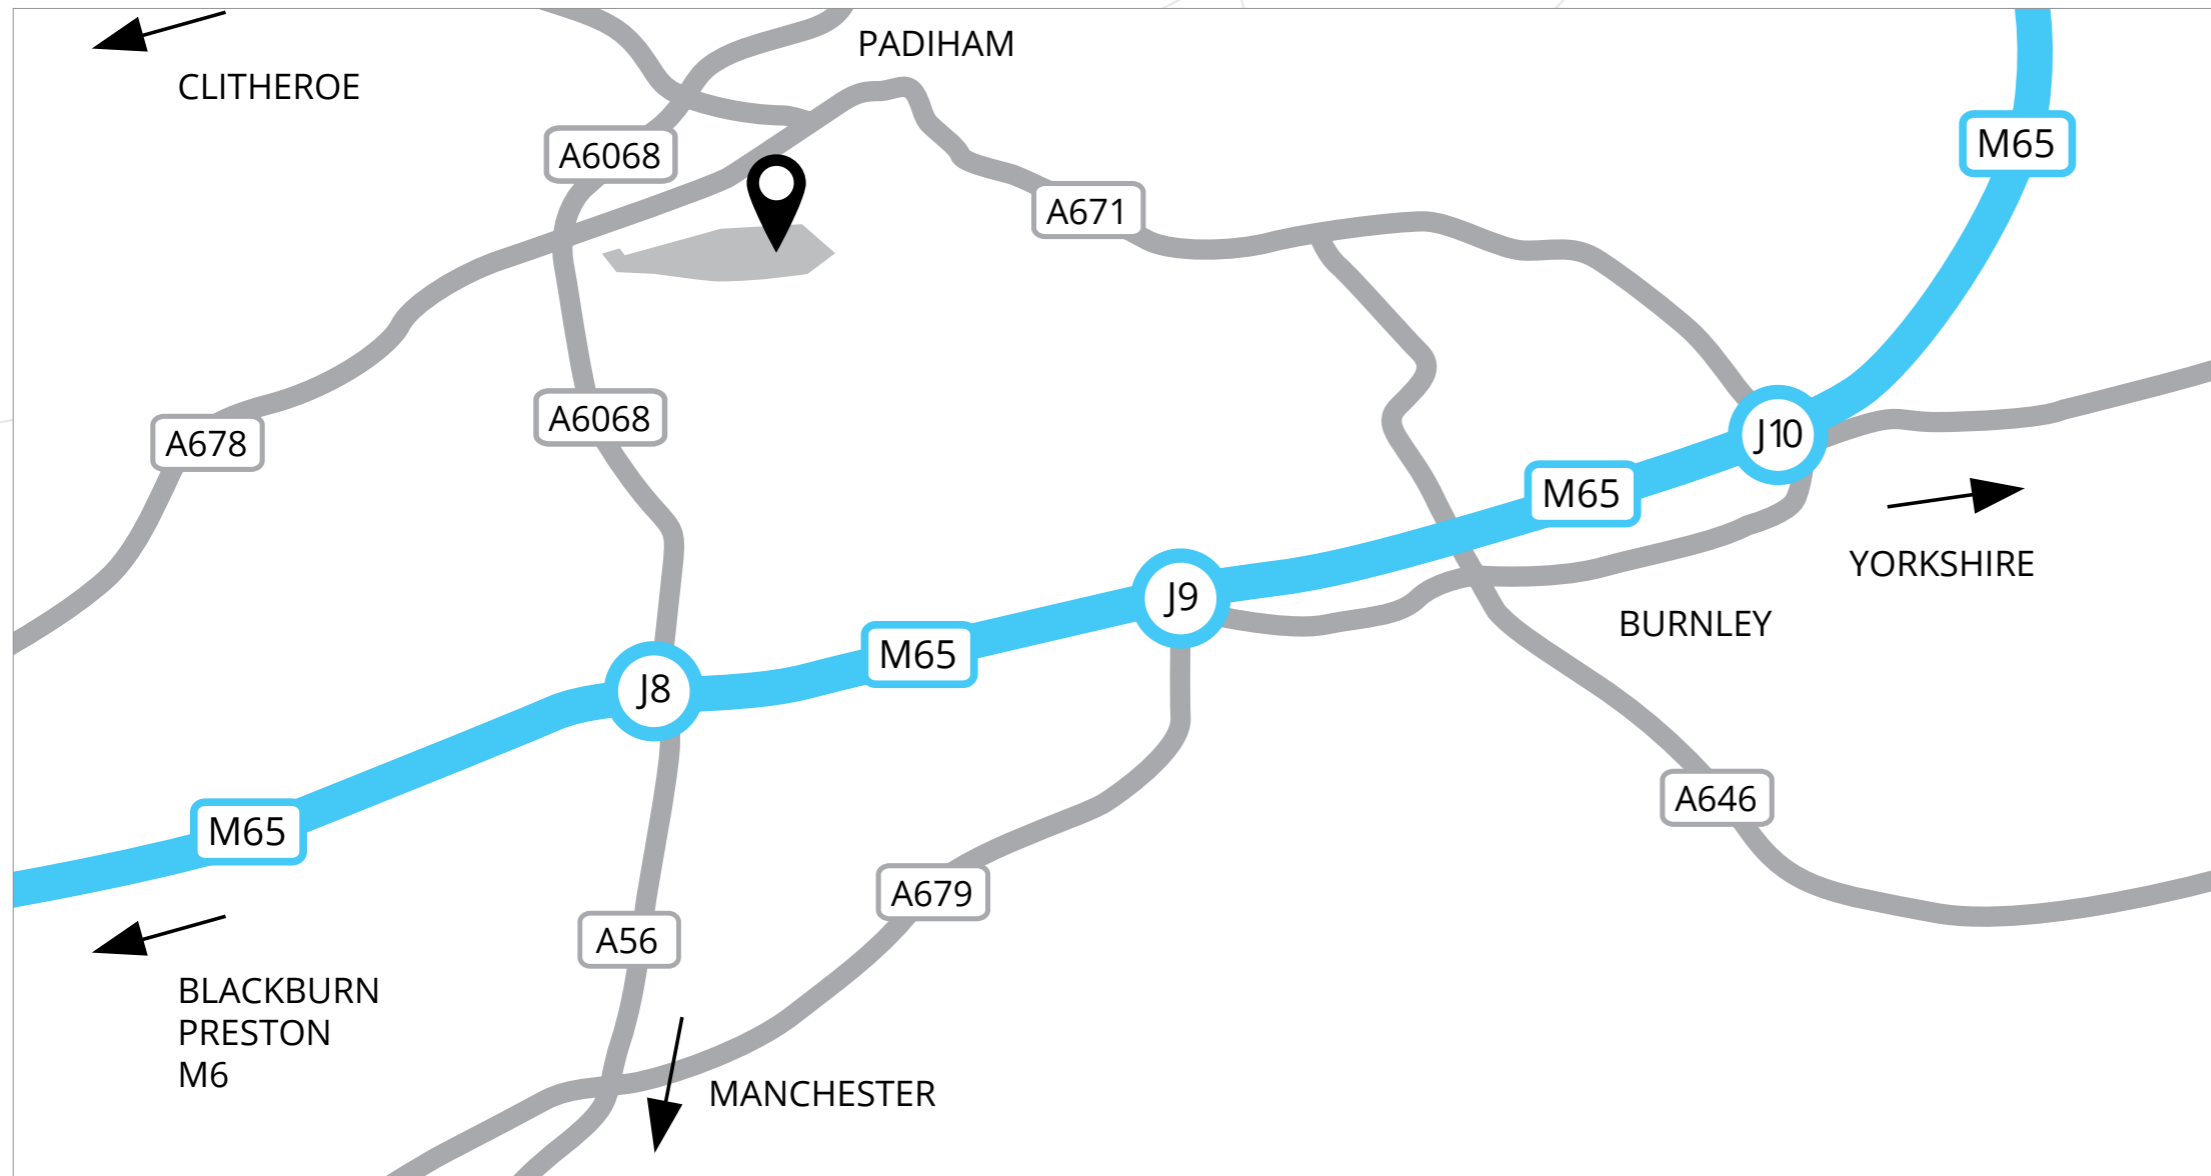 PADIHAM
CLITHEROE
A6068
M65
A671
A6068
A678
J10
M65
YORKSHIRE
J9
BURNLEY
M65
J8
A646
M65
A679
A56
BLACKBURN
PRESTON
M6
MANCHESTER